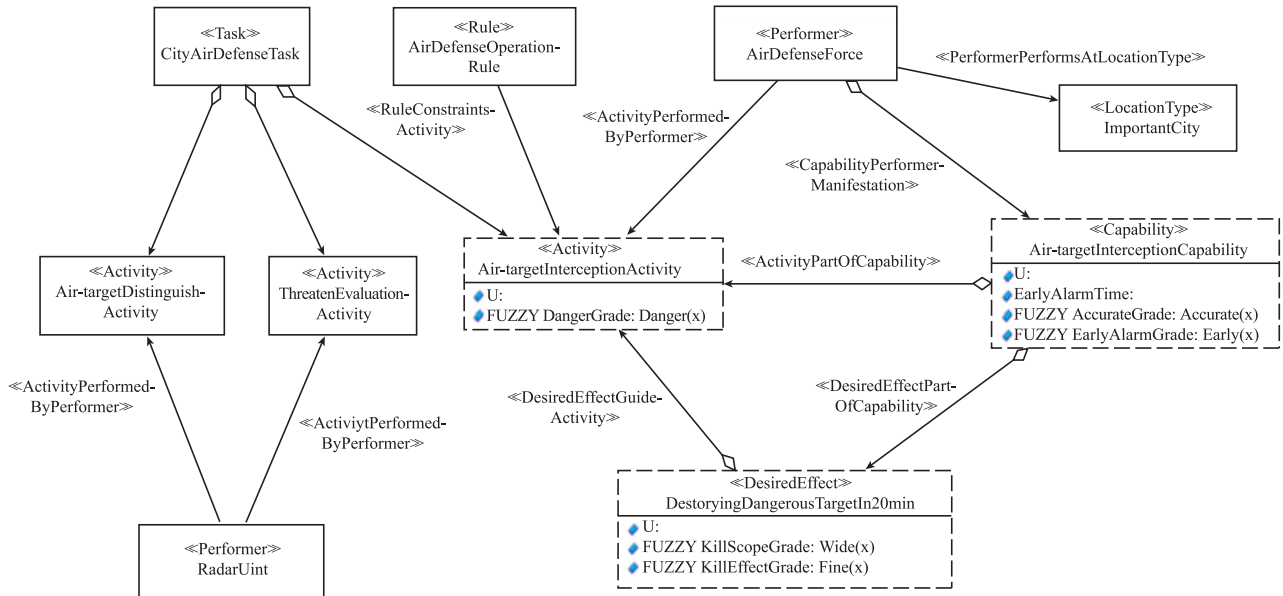 ≪Task≫
CityAirDefenseTask
≪Rule≫
AirDefenseOperation-
Rule
≪Performer≫
AirDefenseForce
≪PerformerPerformsAtLocationType≫
≪LocationType≫
ImportantCity
≪RuleConstraints-
Activity≫
≪ActivityPerformed-
ByPerformer≫
≪CapabilityPerformer-
Manifestation≫
≪Activity≫
Air-targetDistinguish-
Activity
≪Activity≫
ThreatenEvaluation-
Activity
≪Activity≫
Air-targetInterceptionActivity
U:
FUZZY DangerGrade: Danger(x)
≪ActivityPartOfCapability≫
≪Capability≫
Air-targetInterceptionCapability
U:
EarlyAlarmTime:
FUZZY AccurateGrade: Accurate(x)
FUZZY EarlyAlarmGrade: Early(x)
≪ActivityPerformed-
ByPerformer≫
≪ActiviytPerformed-
ByPerformer≫
≪DesiredEffectGuide-
Activity≫
≪DesiredEffectPart-
OfCapability≫
≪DesiredEffect≫
DestoryingDangerousTargetIn20min
U:
FUZZY KillScopeGrade: Wide(x)
FUZZY KillEffectGrade: Fine(x)
≪Performer≫
RadarUint